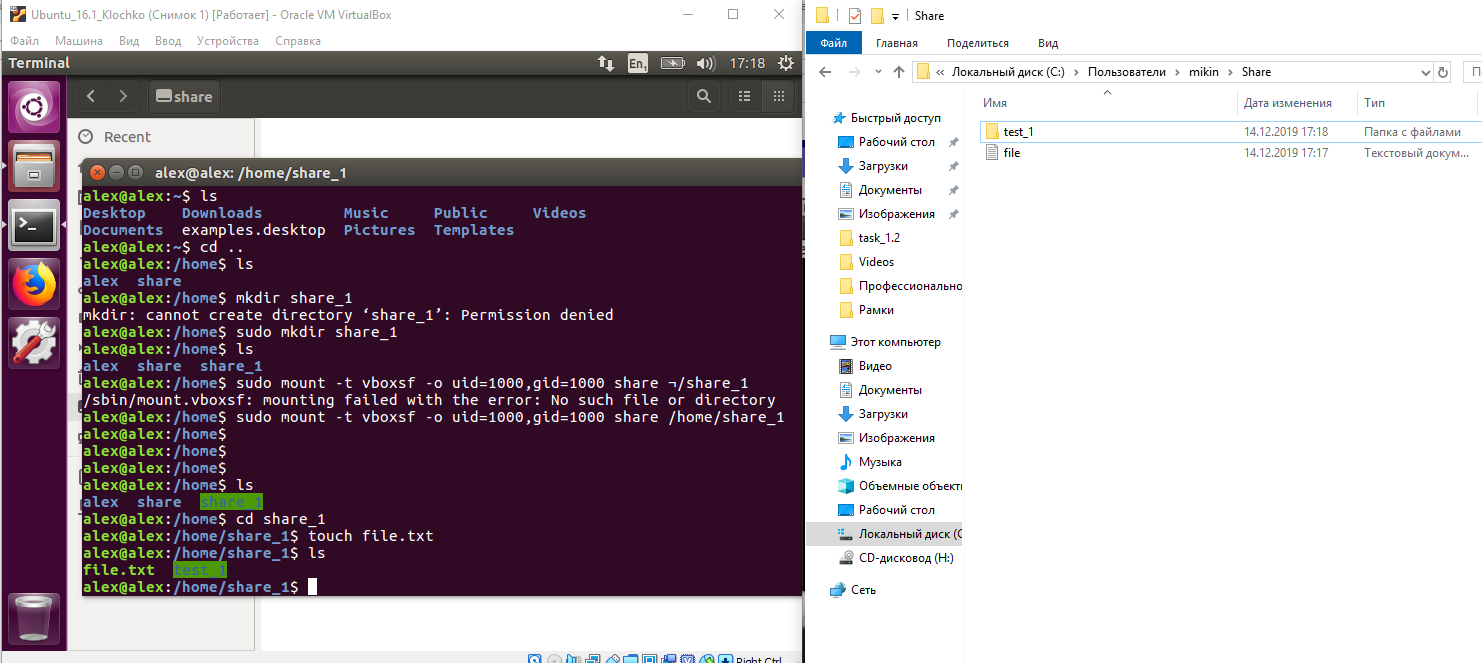 Ubuntu_16.1_Klochko (Снимок 1) [Работает] - Oracle VM VirtualBox
Файл Машина Вид Ввод Устройства Справка
Terminal
En
17:18
share
Recent
alex@alex: /home/share_1
alex@alex:~$ ls
Desktop Downloads Music Public Videos
Documents examples.desktop Pictures Templates
alex@alex:~$ cd ..
alex@alex:/home$ ls
alex share
alex@alex:/home$ mkdir share_1
mkdir: cannot create directory ‘share_1’: Permission denied
alex@alex:/home$ sudo mkdir share_1
alex@alex:/home$ ls
alex share share_1
alex@alex:/home$ sudo mount -t vboxsf -o uid=1000,gid=1000 share ¬/share_1
/sbin/mount.vboxsf: mounting failed with the error: No such file or directory
alex@alex:/home$ sudo mount -t vboxsf -o uid=1000,gid=1000 share /home/share_1
alex@alex:/home$
alex@alex:/home$
alex@alex:/home$
alex@alex:/home$ ls
alex share share_1
alex@alex:/home$ cd share_1
alex@alex:/home/share_1$ touch file.txt
alex@alex:/home/share_1$ ls
file.txt test_1
alex@alex:/home/share_1$
Right Ctrl
Share
Файл Главная Поделиться Вид
« Локальный диск (C:) › Пользователи › mikin › Share
П
Имя Дата изменения Тип
test_1 14.12.2019 17:18 Папка с файлами
file 14.12.2019 17:17 Текстовый докум...
Быстрый доступ
Рабочий стол
Загрузки
Документы
Изображения
task_1.2
Videos
Профессионально
Рамки
Этот компьютер
Видео
Документы
Загрузки
Изображения
Музыка
Объемные объект
Рабочий стол
Локальный диск (C
CD-дисковод (H:)
Сеть